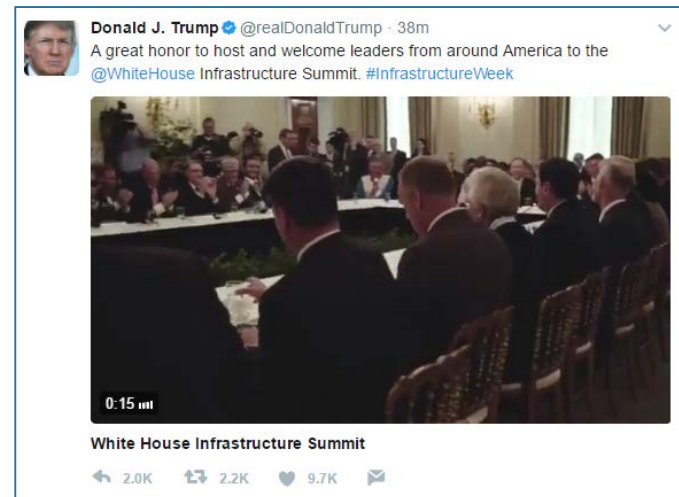 Donald J. Trump @realDonaldTrump · 38m
A great honor to host and welcome leaders from around America to the
@WhiteHouse Infrastructure Summit. #InfrastructureWeek
0:15
White House Infrastructure Summit
2.0K 2.2K 9.7K